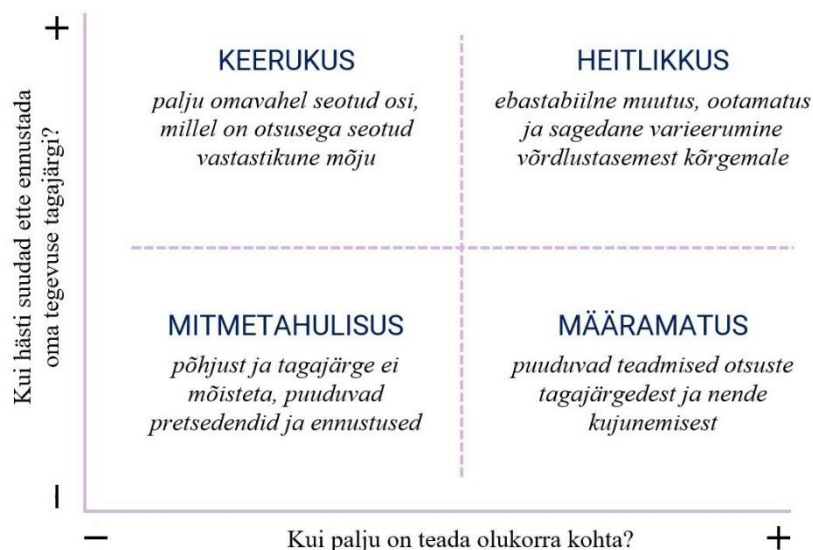 +
Kui hästi suudad ette ennustada
oma tegevuse tagajärgi?
–
KEERUKUS
palju omavahel seotud osi,
millel on otsusega seotud
vastastikune mõju
HEITLIKKUS
ebastabiilne muutus, ootamatus
ja sagedane varieerumine
võrdlustasemest kõrgemale
MITMETAHULISUS
põhjust ja tagajärge ei
mõisteta, puuduvad
pretsedendid ja ennustused
MÄÄRAMATUS
puuduvad teadmised otsuste
tagajärgedest ja nende
kujunemisest
– Kui palju on teada olukorra kohta? +